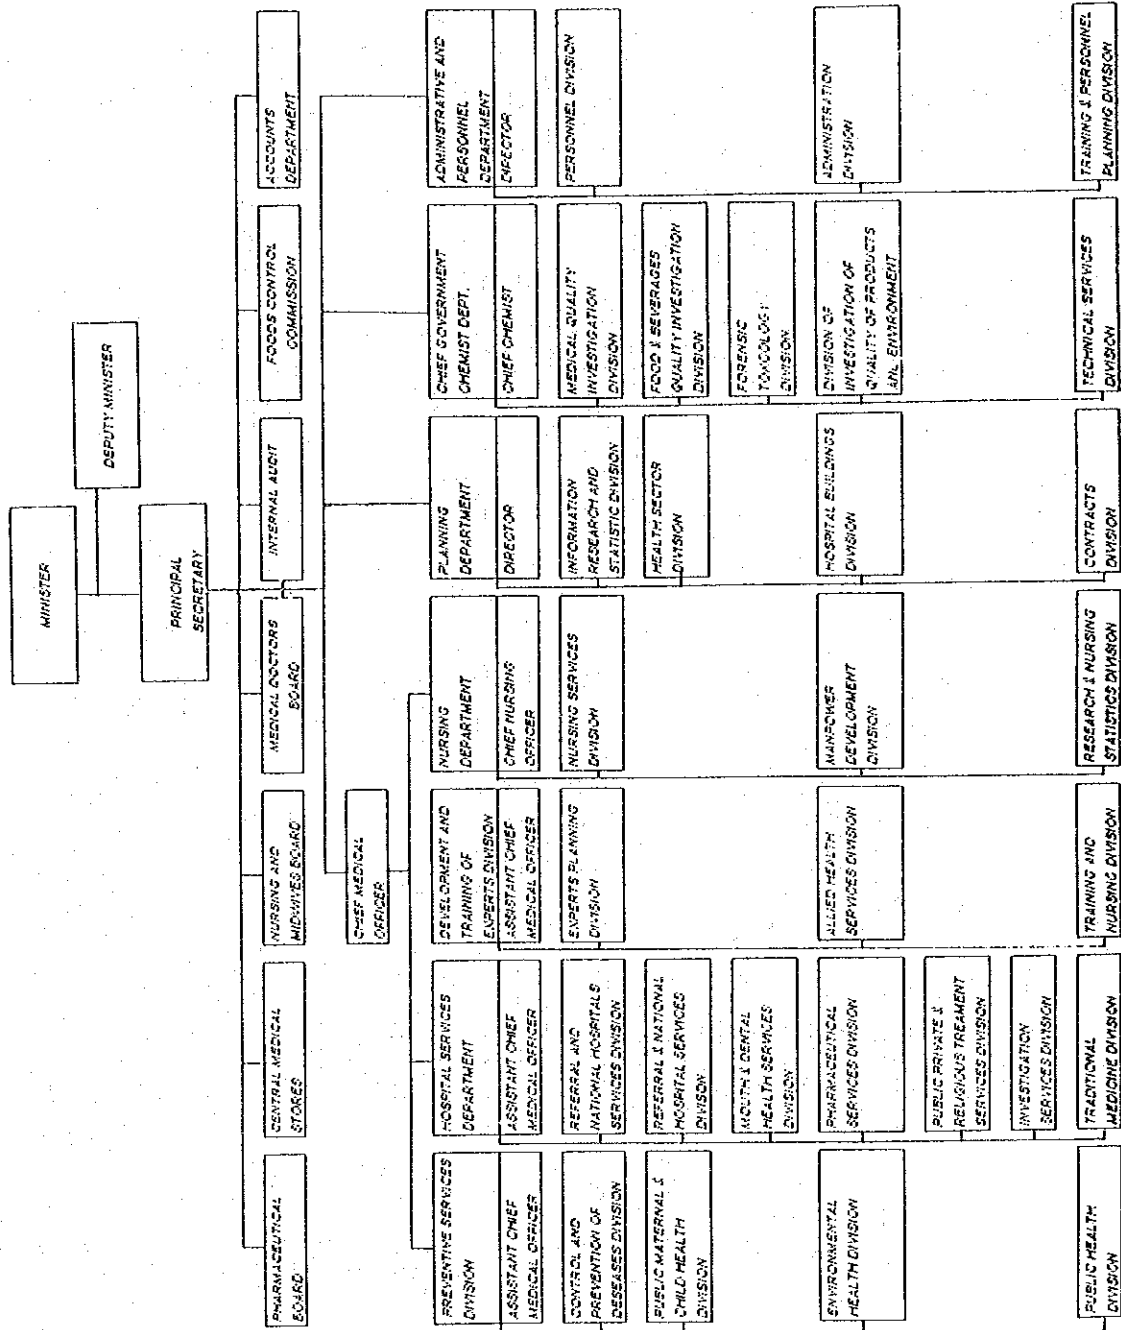 MINISTER
DEPUTY MINISTER
PRINCIPAL
SECRETARY
PHARMACEUTICAL
BOARD
CENTRAL MEDICAL
STORES
NURSING AND
MIDWIVES BOARD
MEDICAL DOCTORS
BOARD
INTERNAL AUDIT
FOODS CONTROL
COMMISSION
ACCOUNTS
DEPARTMENT
CHIEF MEDICAL
OFFICER
PREVENTIVE SERVICES
DIVISION
ASSISTANT CHIEF
MEDICAL OFFICER
CONTROL AND
PREVENTION OF
DESEASES DIVISION
PUBLIC MATERNAL &
CHILD HEALTH
DIVISION
ENVIRONMENTAL
HEALTH DIVISION
PUBLIC HEALTH
DIVISION
HOSPITAL SERVICES
DEPARTMENT
ASSISTANT CHIEF
MEDICAL OFFICER
REFERRAL AND
NATIONAL HOSPITALS
SERVICES DIVISION
REFERRAL & NATIONAL
HOSPITAL SERVICES
DIVISON
MOUTH & DENTAL
HEALTH SERVICES
DIVISION
PHARMACEUTICAL
SERVICES DIVISION
PUBLIC PRIVATE &
RELIGIOUS TREAMENT
SERVICES DIVISION
INVESTIGATION
SERVICES DIVISION
TRADITIONAL
MEDICINE DIVISION
DEVELOPMENT AND
TRAINING OF
EXPERTS DIVISION
ASSISTANT CHIEF
MEDICAL OFFICER
EXPERTS PLANNING
DIVISION
ALLIED HEALTH
SERVICES DIVISION
TRAINING AND
NURSING DIVISION
NURSING
DEPARTMENT
CHIEF NURSING
OFFICER
NURSING SERVICES
DIVISION
MANPOWER
DEVELOPMENT
DIVISION
RESEARCH & NURSING
STATISTICS DIVISION
PLANNING
DEPARTMENT
DIRECTOR
INFORMATION
RESEARCH AND
STATISTIC DIVISION
HEALTH SECTOR
DIVISION
HOSPITAL BUILDINGS
DIVISION
CONTRACTS
DIVISION
CHIEF GOVERNMENT
CHEMIST DEPT.
CHIEF CHEMIST
MEDICAL QUALITY
INVESTIGATION
DIVISION
FOOD & BEVERAGES
QUALITY INVESTIGATION
DIVISION
FORENSIC
TOXICOLOGY
DIVISION
DIVISION OF
INVESTIGATION OF
QUALITY OF PRODUCTS
AND ENVIRONMENT
TECHNICAL SERVICES
DIVISION
ADMINISTRATIVE AND
PERSONNEL
DEPARTMENT
DIRECTOR
PERSONNEL DIVISION
ADMINISTRATION
DIVISION
TRAINING & PERSONNEL
PLANNING DIVISION